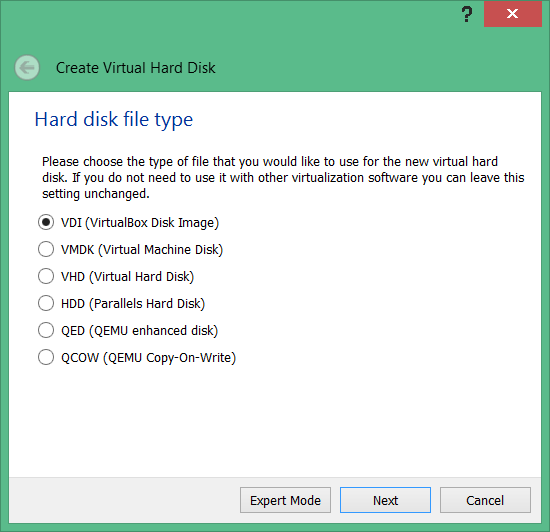 ?
Create Virtual Hard Disk
Hard disk file type
Please choose the type of file that you would like to use for the new virtual hard
disk. If you do not need to use it with other virtualization software you can leave this
setting unchanged.
VDI (VirtualBox Disk Image)
VMDK (Virtual Machine Disk)
VHD (Virtual Hard Disk)
HDD (Parallels Hard Disk)
QED (QEMU enhanced disk)
QCOW (QEMU Copy-On-Write)
Expert Mode Next Cancel